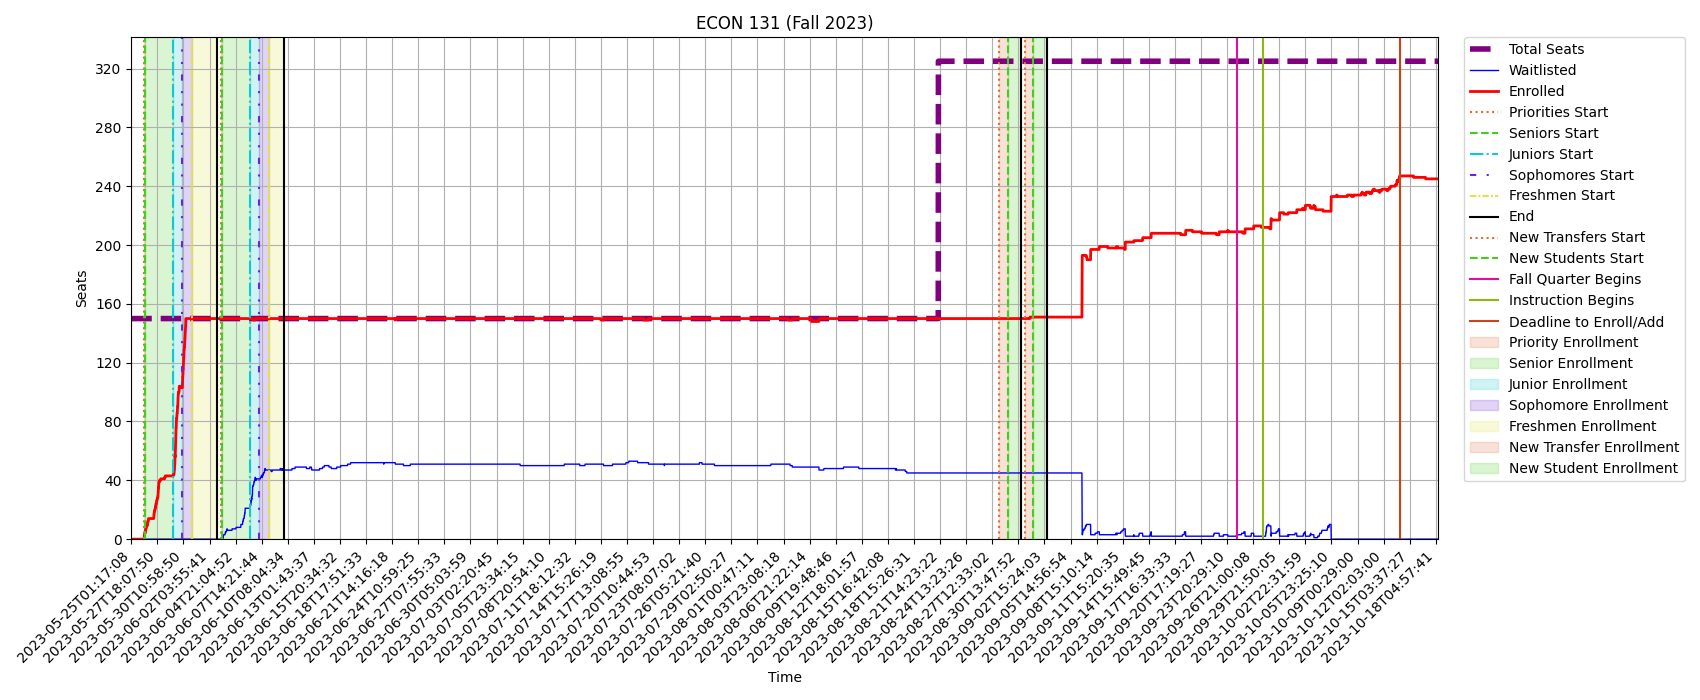 ECON 131 (Fall 2023)
Seats
320
280
240
200
160
120
80
40
0
2023-05-25T01:17:08
2023-05-27T18:07:50
2023-05-30T10:58:50
2023-06-02T03:55:41
2023-06-04T21:04:52
2023-06-07T14:21:44
2023-06-10T08:04:34
2023-06-13T01:43:37
2023-06-15T20:34:32
2023-06-18T17:51:33
2023-06-21T14:16:18
2023-06-24T10:59:25
2023-06-27T07:55:33
2023-06-30T05:03:59
2023-07-03T02:20:45
2023-07-05T23:34:15
2023-07-08T20:54:10
2023-07-11T18:12:32
2023-07-14T15:26:19
2023-07-17T13:08:55
2023-07-20T10:44:53
2023-07-23T08:07:02
2023-07-26T05:21:40
2023-07-29T02:50:27
2023-08-01T00:47:11
2023-08-03T23:08:18
2023-08-06T21:22:14
2023-08-09T19:48:46
2023-08-12T18:01:57
2023-08-15T16:42:08
2023-08-18T15:26:31
2023-08-21T14:23:22
2023-08-24T13:23:26
2023-08-27T12:33:02
2023-08-30T13:47:52
2023-09-02T15:24:03
2023-09-05T14:56:54
2023-09-08T15:10:14
2023-09-11T15:20:35
2023-09-14T15:49:45
2023-09-17T16:33:33
2023-09-20T17:19:27
2023-09-23T20:29:10
2023-09-26T21:00:08
2023-09-29T21:50:05
2023-10-02T22:31:59
2023-10-05T23:25:10
2023-10-09T00:29:00
2023-10-12T02:03:00
2023-10-15T03:37:27
2023-10-18T04:57:41
Time
Total Seats
Waitlisted
Enrolled
Priorities Start
Seniors Start
Juniors Start
Sophomores Start
Freshmen Start
End
New Transfers Start
New Students Start
Fall Quarter Begins
Instruction Begins
Deadline to Enroll/Add
Priority Enrollment
Senior Enrollment
Junior Enrollment
Sophomore Enrollment
Freshmen Enrollment
New Transfer Enrollment
New Student Enrollment